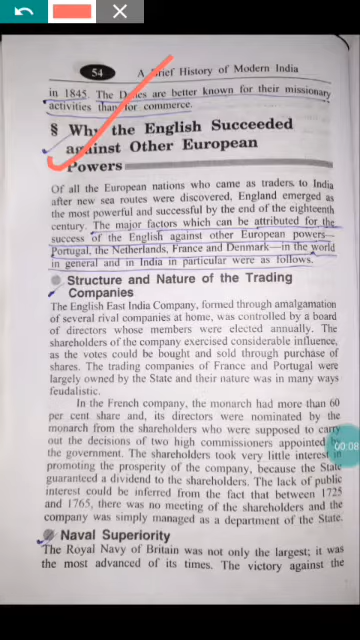 54 A Brief History of Modern India
in 1845. The Danes are better known for their missionary
activities than for commerce.
§ Why the English Succeeded
against Other European
Powers
Of all the European nations who came as traders to India
after new sea routes were discovered, England emerged as
the most powerful and successful by the end of the eighteenth
century. The major factors which can be attributed for the
success of the English against other European powers—
Portugal, the Netherlands, France and Denmark—in the world
in general and in India in particular were as follows.
Structure and Nature of the Trading
Companies
The English East India Company, formed through amalgamation
of several rival companies at home, was controlled by a board
of directors whose members were elected annually. The
shareholders of the company exercised considerable influence,
as the votes could be bought and sold through purchase of
shares. The trading companies of France and Portugal were
largely owned by the State and their nature was in many ways
feudalistic.
In the French company, the monarch had more than 60
per cent share and, its directors were nominated by the
monarch from the shareholders who were supposed to carry
out the decisions of two high commissioners appointed
the government. The shareholders took very little interest
00:08
promoting the prosperity of the company, because the State
guaranteed a dividend to the shareholders. The lack of public
interest could be inferred from the fact that between 1725
and 1765, there was no meeting of the shareholders and the
company was simply managed as a department of the State.
Naval Superiority
The Royal Navy of Britain was not only the largest; it was
the most advanced of its times. The victory against the